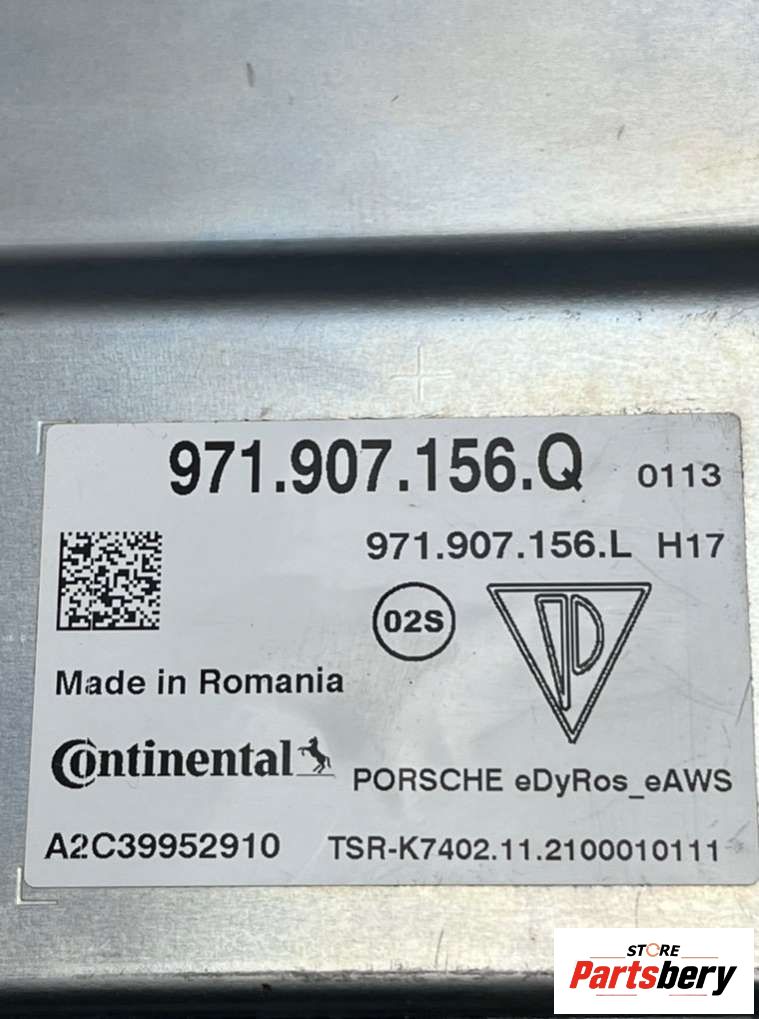 971.907.156.Q 0113
971.907.156.L H17
02S
Made in Romania
Continental
PORSCHE eDyRos_eAWS
A2C39952910 TSR-K7402.11.2100010111
STORE
Partsbery